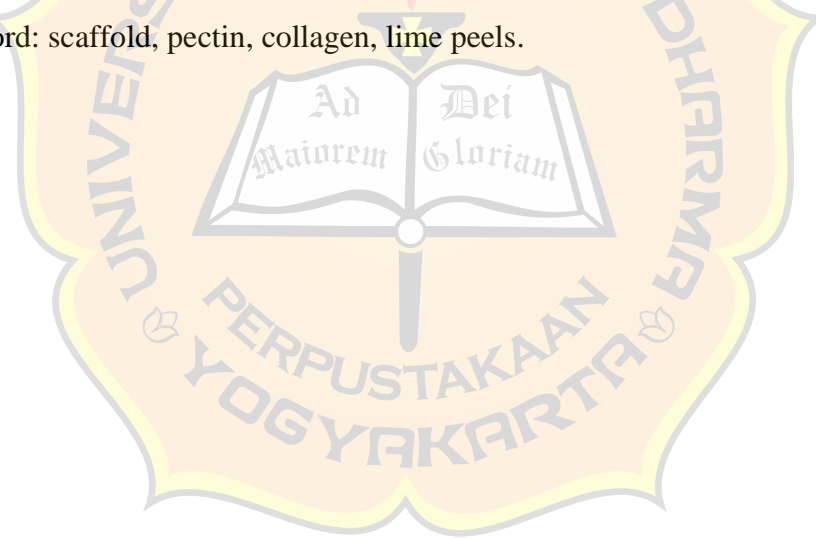 ord: scaffold, pectin, collagen, lime peels.
Ad Dei
Maiorem Gloriam
PERPUSTAKAAN
YOGYAKARTA